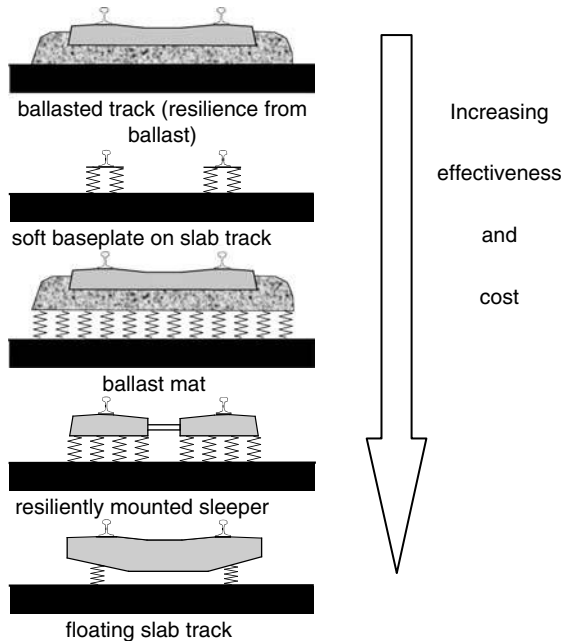 ballasted track (resilience from
ballast)
soft baseplate on slab track
ballast mat
resiliently mounted sleeper
floating slab track
Increasing
effectiveness
and
cost